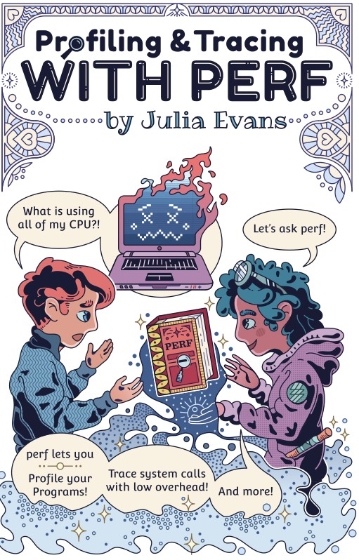 Profiling & Tracing
WITH PERF
by Julia Evans
What is using
all of my CPU?!
Let's ask perf!
PERF
perf lets you
Profile your
Programs!
Trace system calls
with low overhead!
And more!